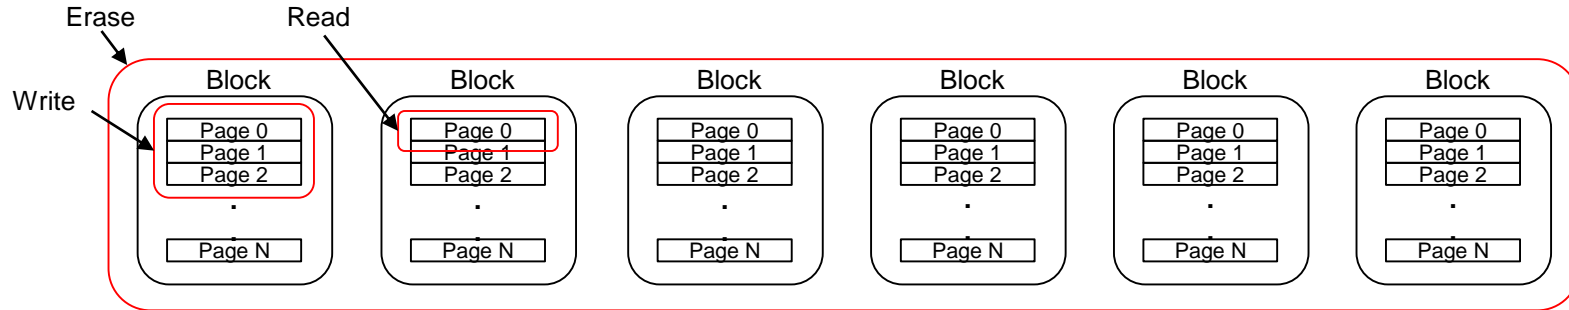 Erase Read
Block Block Block Block Block Block
Write
Page 0 Page 0 Page 0 Page 0 Page 0 Page 0
Page 1 Page 1 Page 1 Page 1 Page 1 Page 1
Page 2 Page 2 Page 2 Page 2 Page 2 Page 2
. . . . . .
. . . . . .
Page N Page N Page N Page N Page N Page N